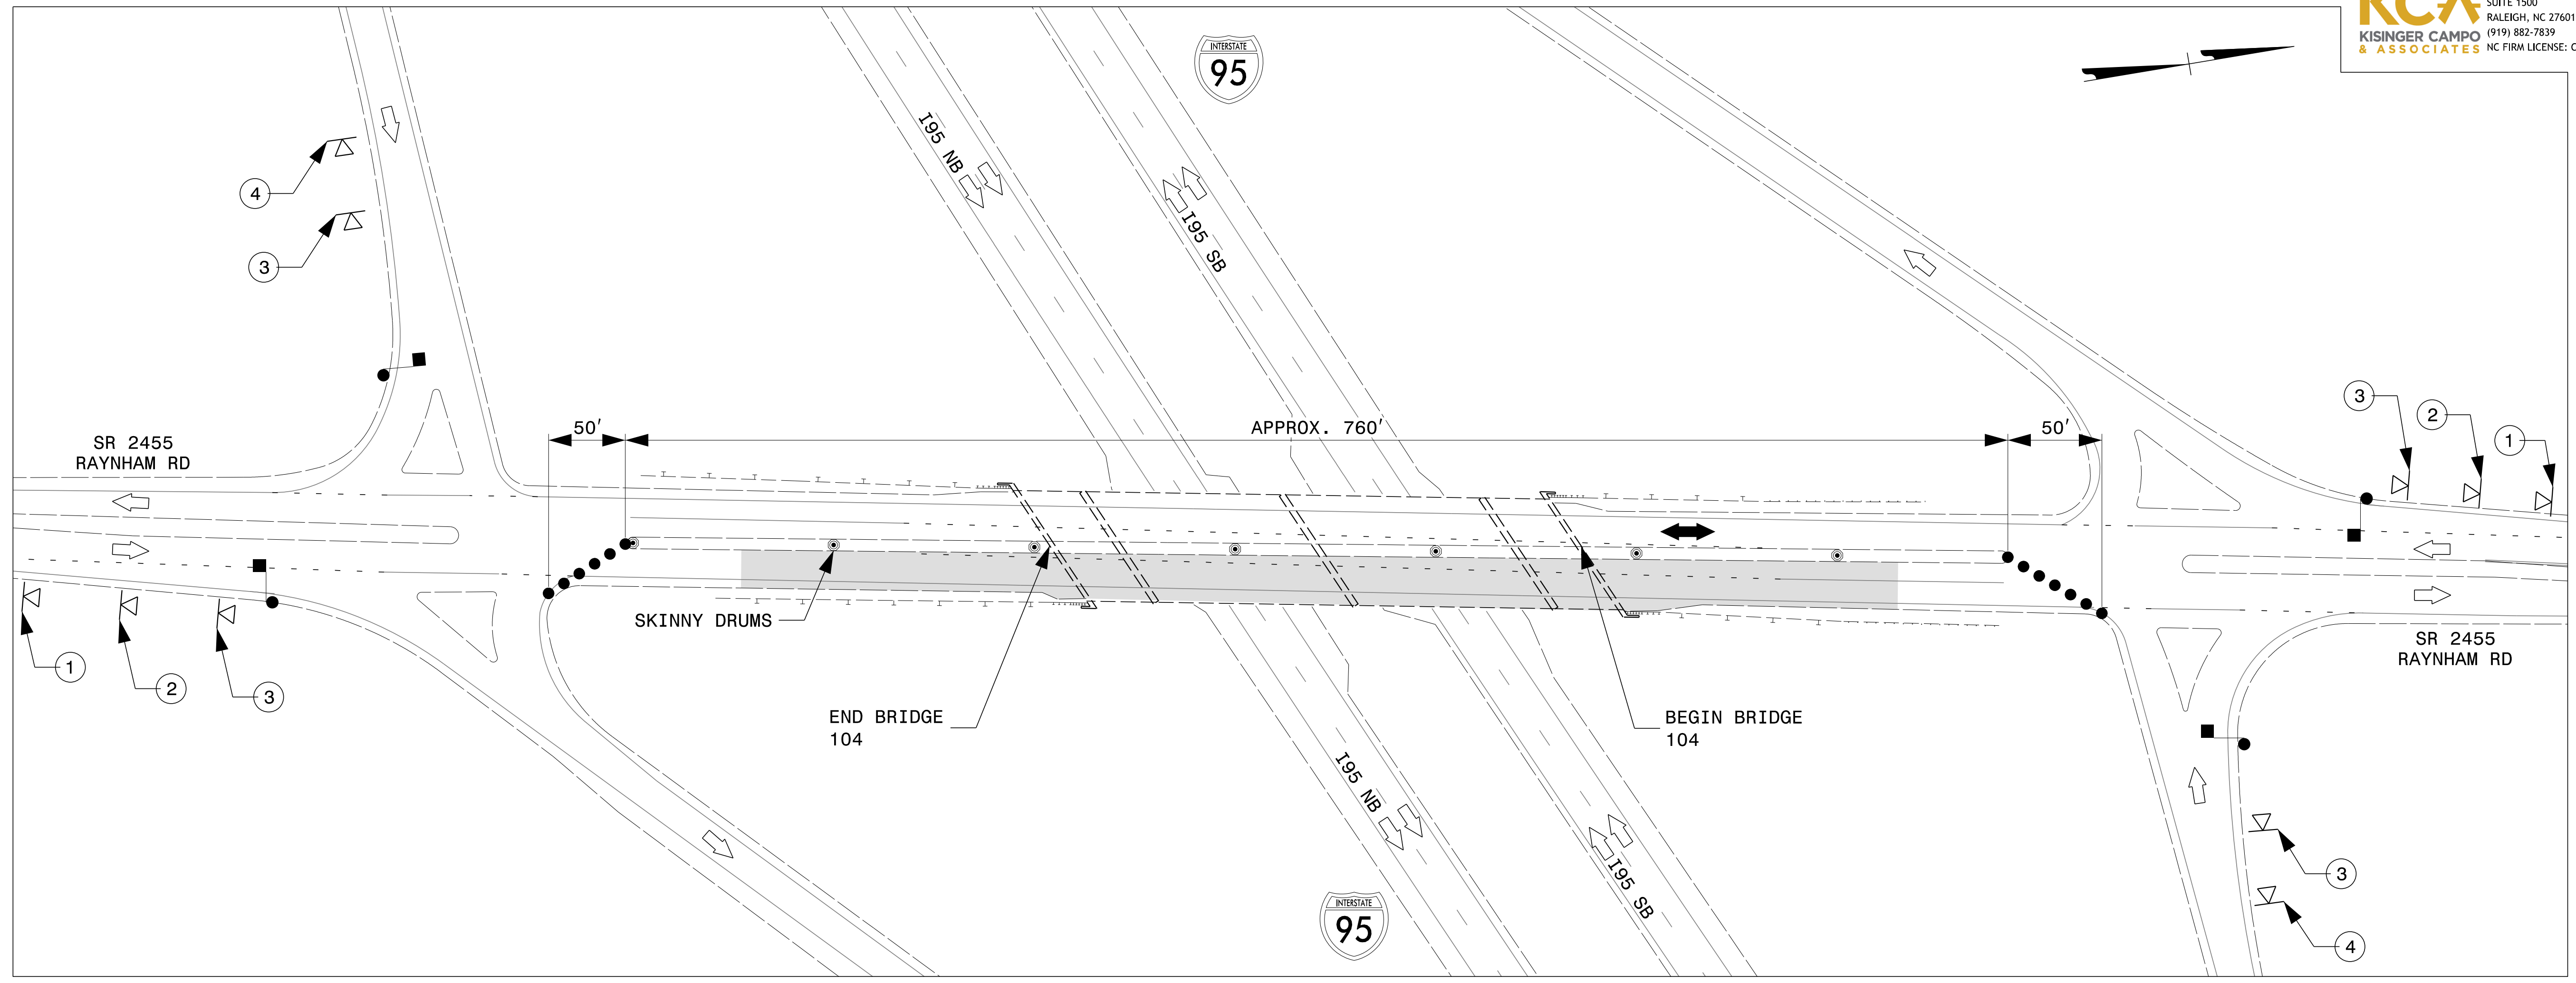 KCA
SUITE 1500
RALEIGH, NC 27601
KISINGER CAMPO
(919) 882-7839
& ASSOCIATES
NC FIRM LICENSE: C
INTERSTATE
95
I95 NB
I95 SB
4
3
3
2
1
50'
APPROX. 760'
50'
SR 2455
RAYNHAM RD
SKINNY DRUMS
SR 2455
RAYNHAM RD
1
2
3
END BRIDGE
104
BEGIN BRIDGE
104
I95 NB
I95 SB
3
4
INTERSTATE
95